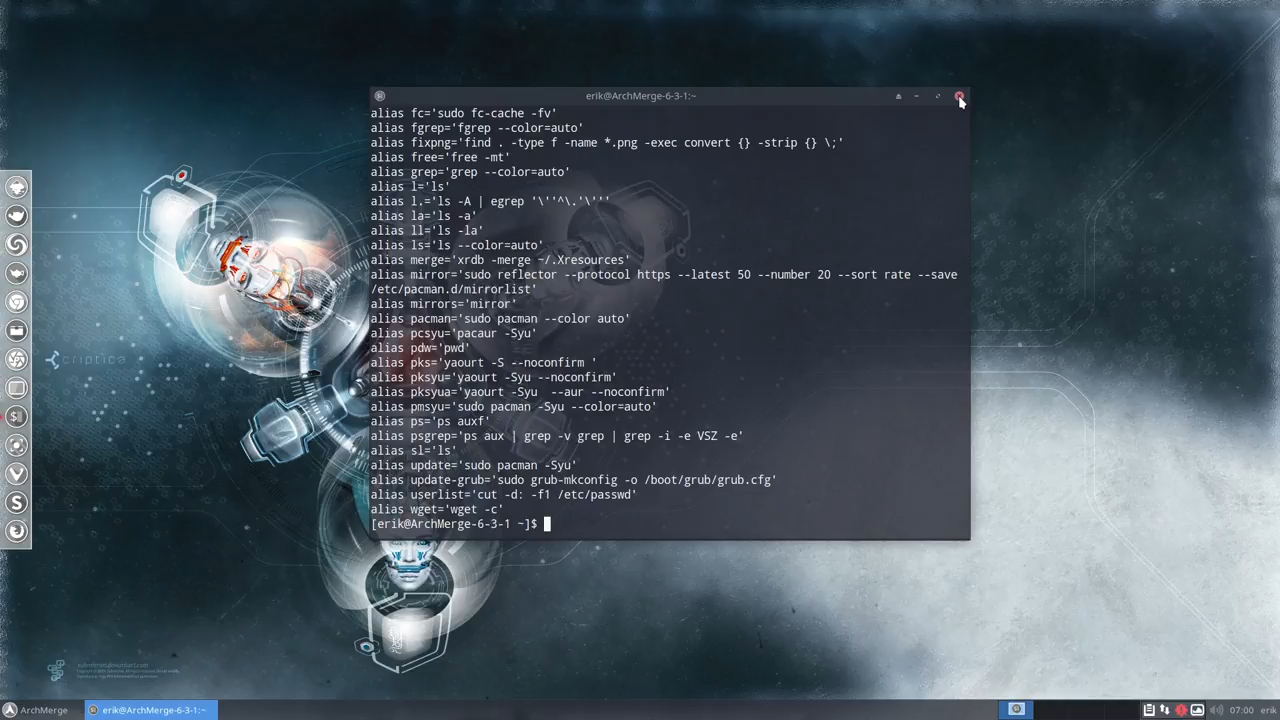 erik@ArchMerge-6-3-1:~
alias fc='sudo fc-cache -fv'
alias fgrep='fgrep --color=auto'
alias fixpng='find . -type f -name *.png -exec convert {} -strip {} \;'
alias free='free -mt'
alias grep='grep --color=auto'
alias l='ls'
alias l.='ls -A | egrep '\''^\.'\'''
alias la='ls -a'
alias ll='ls -la'
alias ls='ls --color=auto'
alias merge='xrdb -merge ~/.Xresources'
alias mirror='sudo reflector --protocol https --latest 50 --number 20 --sort rate --save
/etc/pacman.d/mirrorlist'
alias mirrors='mirror'
alias pacman='sudo pacman --color auto'
alias pcsyu='pacaur -Syu'
alias pdw='pwd'
alias pks='yaourt -S --noconfirm '
alias pksyu='yaourt -Syu --noconfirm'
alias pksyua='yaourt -Syu  --aur --noconfirm'
alias pmsyu='sudo pacman -Syu --color=auto'
alias ps='ps auxf'
alias psgrep='ps aux | grep -v grep | grep -i -e VSZ -e'
alias sl='ls'
alias update='sudo pacman -Syu'
alias update-grub='sudo grub-mkconfig -o /boot/grub/grub.cfg'
alias userlist='cut -d: -f1 /etc/passwd'
alias wget='wget -c'
[erik@ArchMerge-6-3-1 ~]$
criptica
ArchMerge
erik@ArchMerge-6-3-1:~
07:00
erik